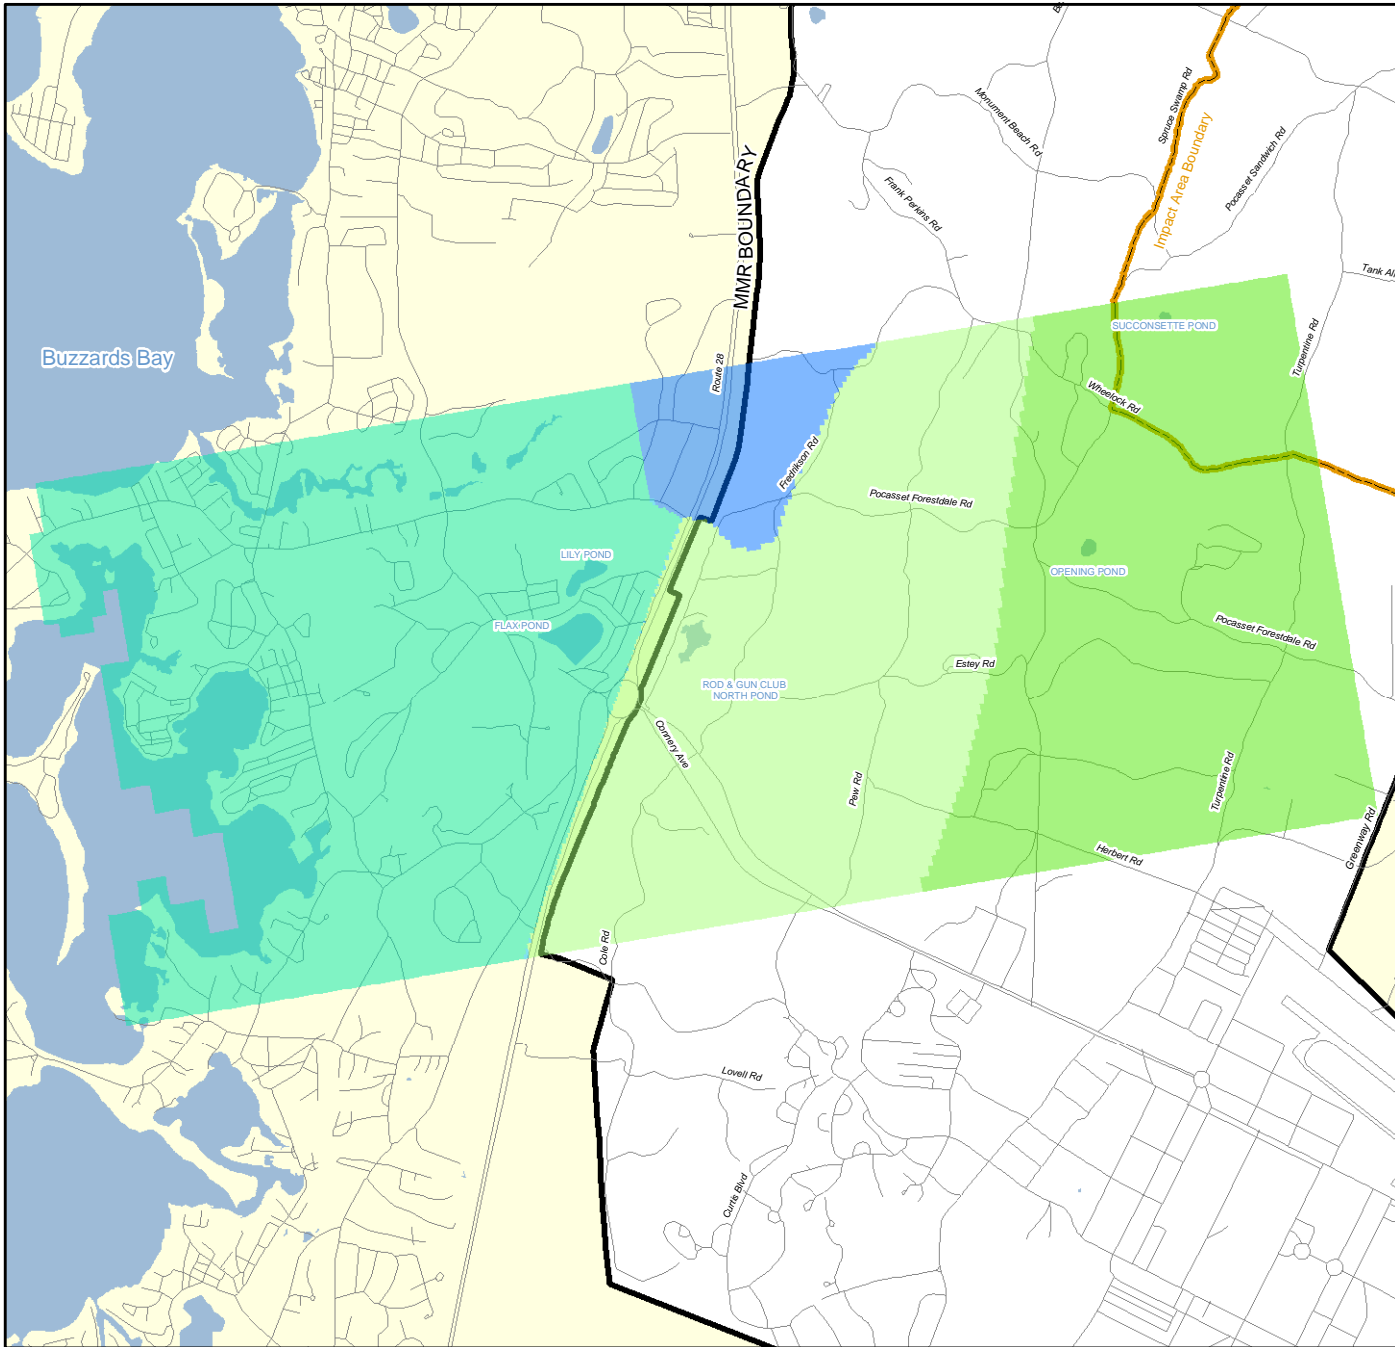 Spruce Swamp Rd
Monument Beach Rd
Impact Area Boundary
Pocasset Sandwich Rd
MMR BOUNDARY
Frank Perkins Rd
Tank Al
SUCCONSETTE POND
Buzzards Bay
Route 28
Turpentine Rd
Wheelock Rd
Fredrikson Rd
Pocasset Forestdale Rd
LILY POND
OPENING POND
FLAX POND
Pocasset Forestdale Rd
Estey Rd
ROD & GUN CLUB
NORTH POND
Connery Ave
Pew Rd
Turpentine Rd
Greenway Rd
Herbert Rd
Cole Rd
Lovell Rd
Curtis Blvd